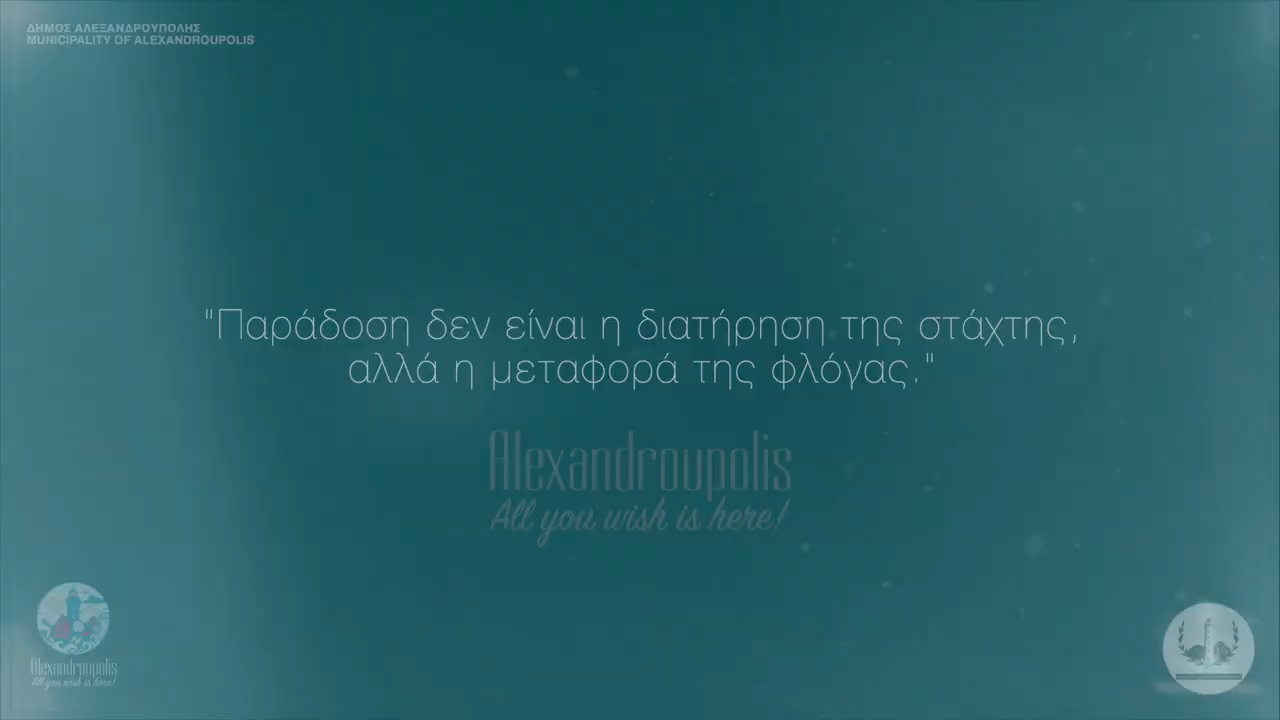 ΔΗΜΟΣ ΑΛΕΞΑΝΔΡΟΥΠΟΛΗΣ
MUNICIPALITY OF ALEXANDROUPOLIS
"Παράδοση δεν είναι η διατήρηση της στάχτης,
αλλά η μεταφορά της φλόγας."
Alexandroupolis
All you wish is here!
Alexandroupolis
All you wish is here!